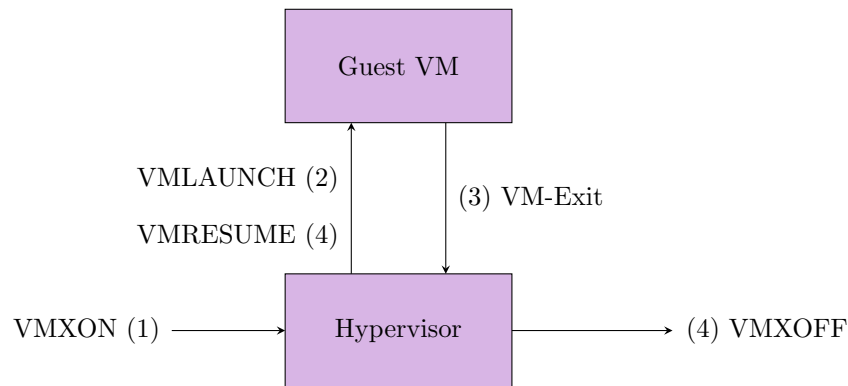 Guest VM
VMLAUNCH (2)
(3) VM-Exit
VMRESUME (4)
VMXON (1)
Hypervisor
(4) VMXOFF